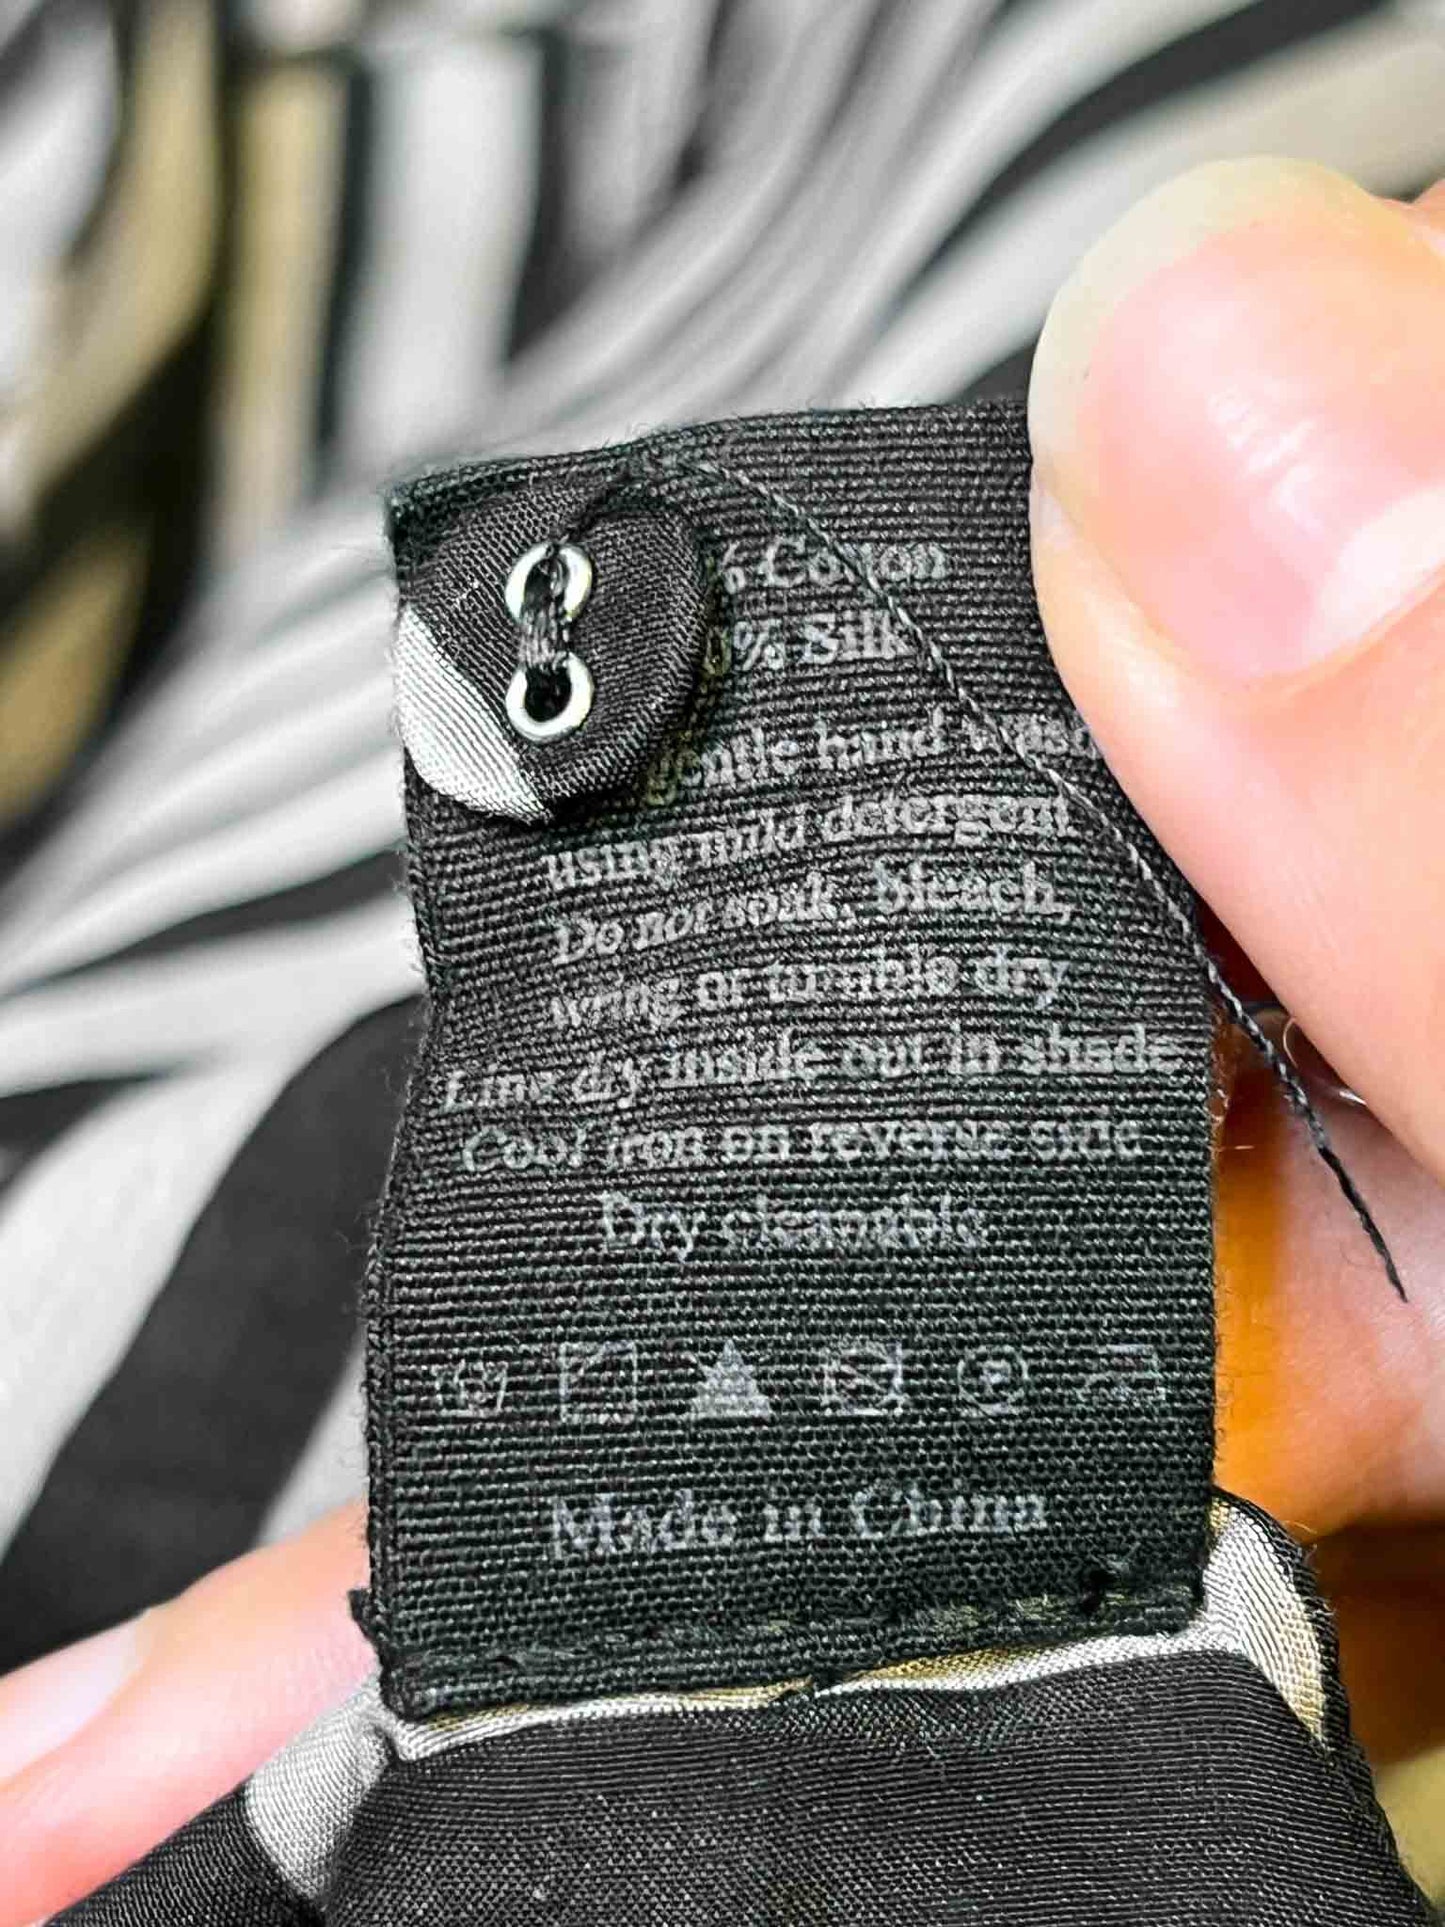 % Cotton
0% Silk
gentle hand wash
using mild detergent
Do not soak, bleach,
wring or tumble dry
Line dry inside out in shade
Cool iron on reverse side
Dry cleanable
P
Made in China